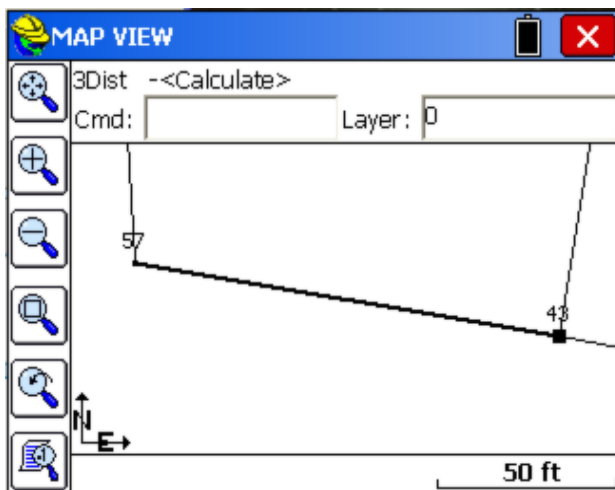 MAP VIEW
3Dist -<Calculate>
Cmd: Layer: 0
57
43
N
E
50 ft